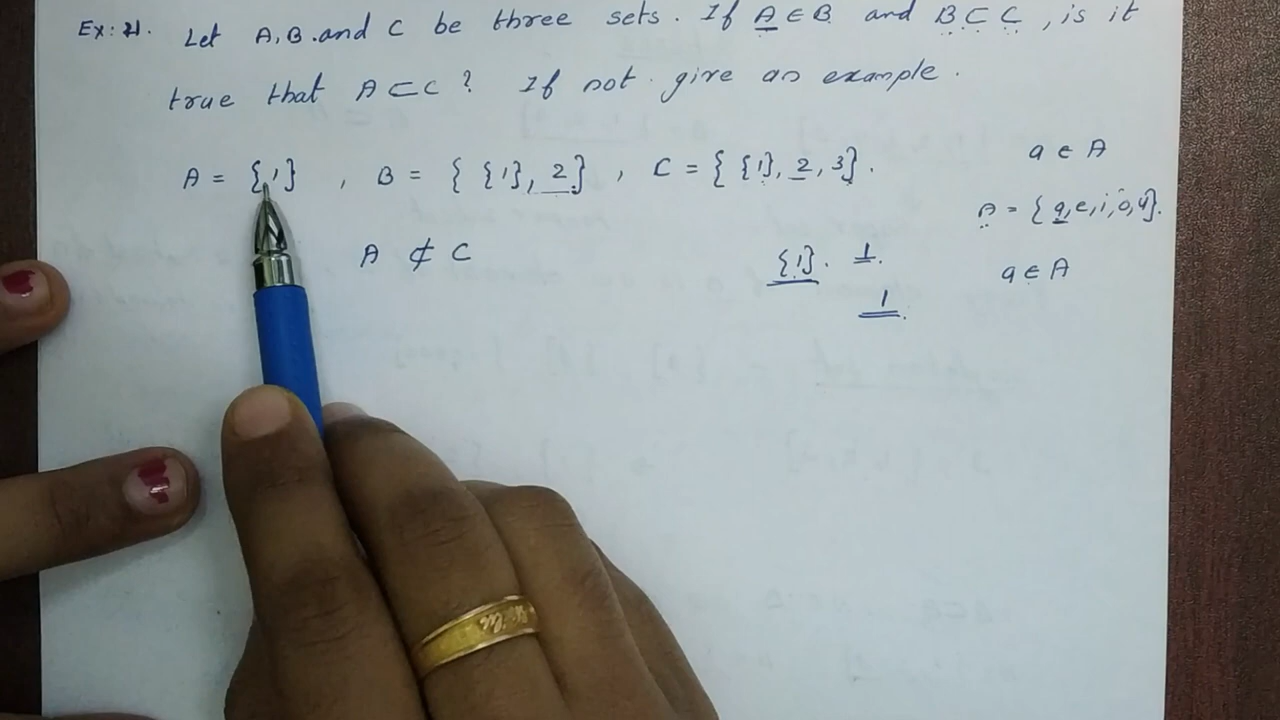 Ex: 21. Let A, B. and C be three sets. If A ∈ B and B ⊂ C, is it
true that A ⊂ C ? If not give an example.
A = {1} , B = { {1}, 2} , C = { {1}, 2, 3}.
a ∈ A
A = {a, e, i, o, u}.
A ⊄ C
{1}. 1.
a ∈ A
1.